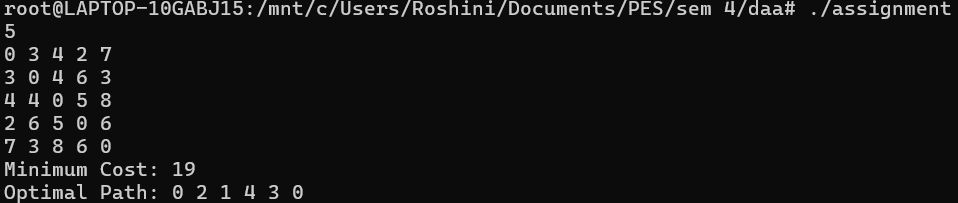 root@LAPTOP-10GABJ15:/mnt/c/Users/Roshini/Documents/PES/sem 4/daa# ./assignment
5
0 3 4 2 7
3 0 4 6 3
4 4 0 5 8
2 6 5 0 6
7 3 8 6 0
Minimum Cost: 19
Optimal Path: 0 2 1 4 3 0